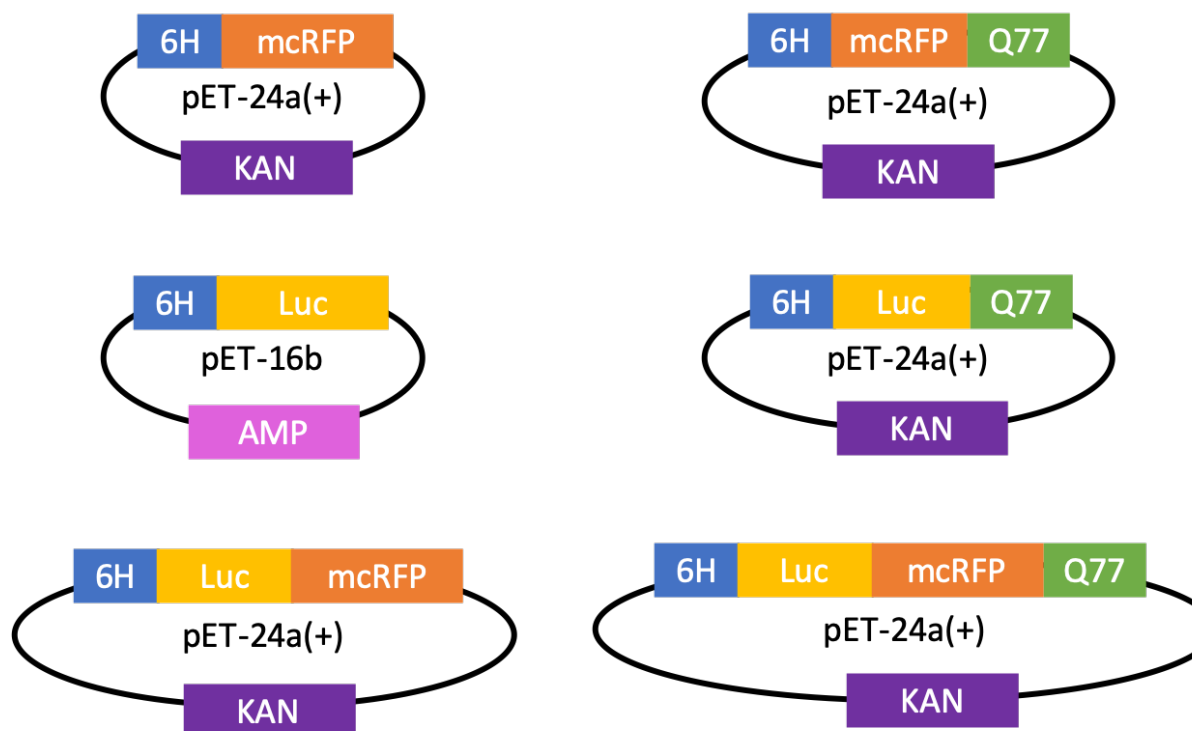 6H mcRFP
pET-24a(+)
KAN
6H mcRFP Q77
pET-24a(+)
KAN
6H Luc
pET-16b
AMP
6H Luc Q77
pET-24a(+)
KAN
6H Luc mcRFP
pET-24a(+)
KAN
6H Luc mcRFP Q77
pET-24a(+)
KAN